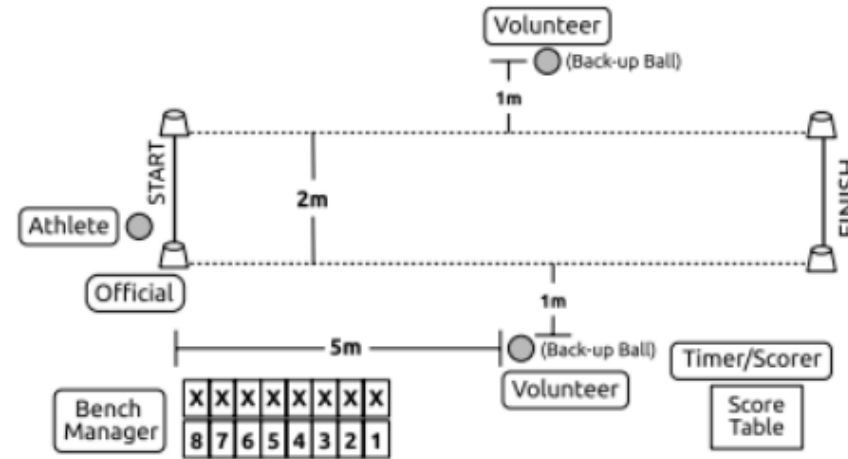 Volunteer
(Back-up Ball)
1m
START
FINISH
2m
Athlete
Official
1m
5m
(Back-up Ball)
Volunteer
Timer/Scorer
Score
Table
Bench
Manager
X X X X X X X X
8 7 6 5 4 3 2 1